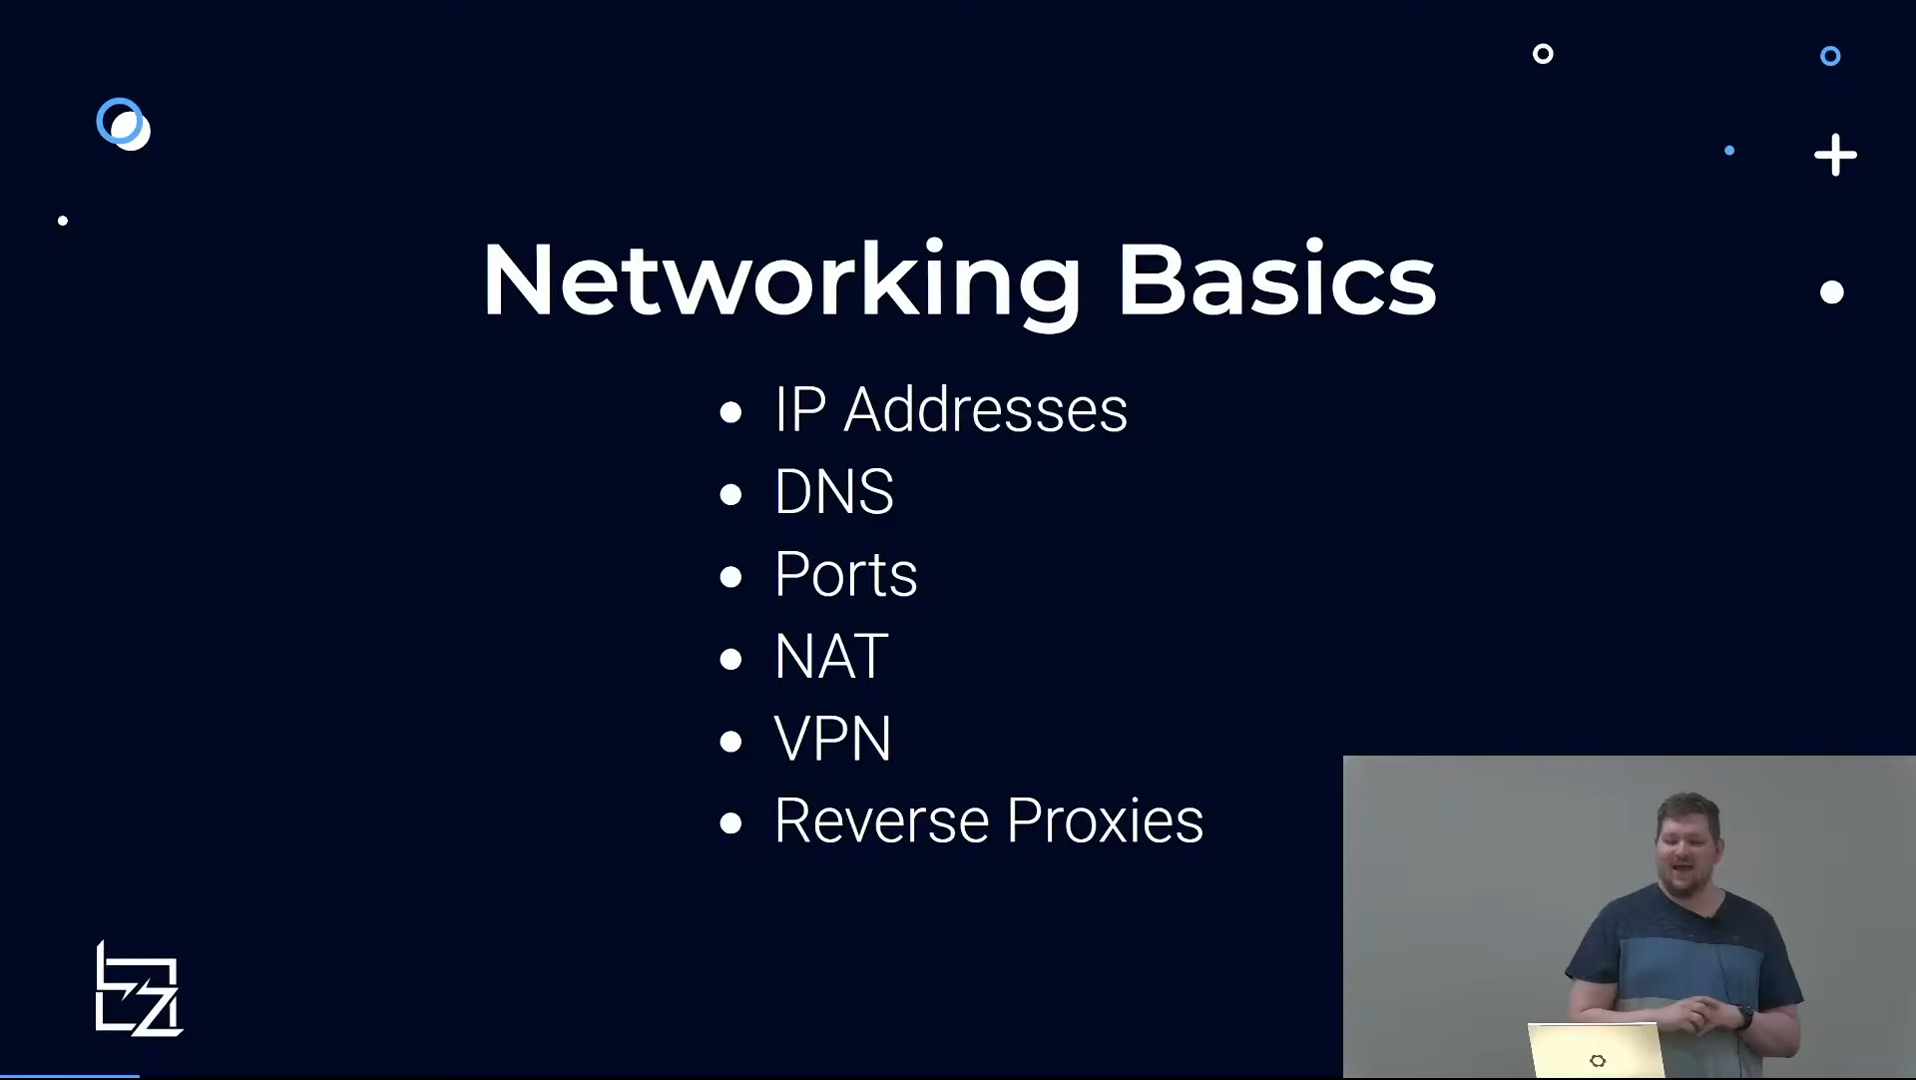 Networking Basics
IP Addresses
DNS
Ports
NAT
VPN
Reverse Proxies